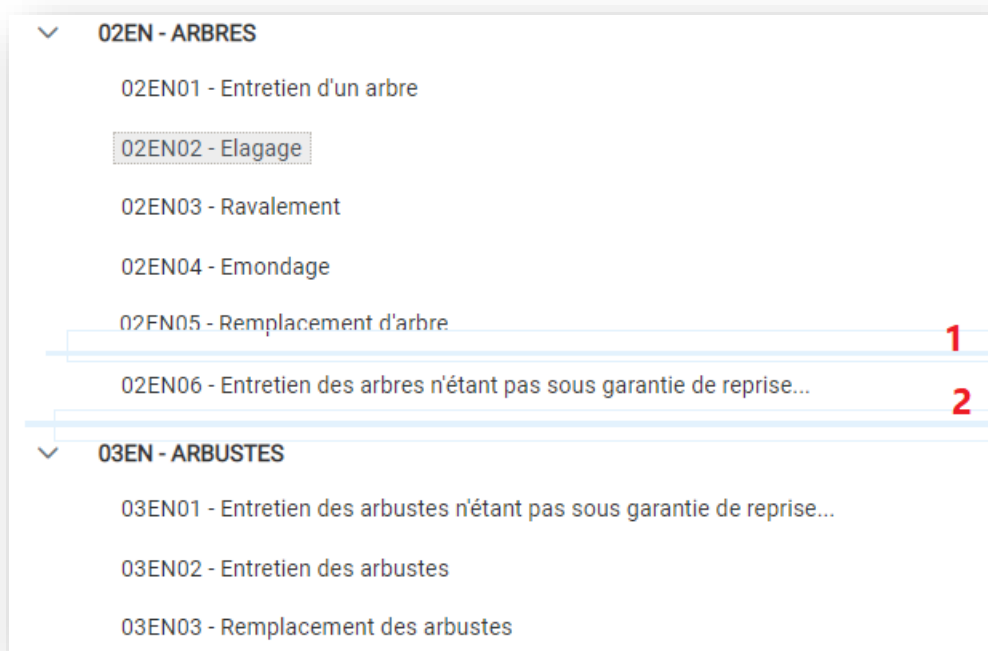 02EN - ARBRES
02EN01 - Entretien d'un arbre
02EN02 - Elagage
02EN03 - Ravalement
02EN04 - Emondage
02EN05 - Remplacement d'arbre
1
02EN06 - Entretien des arbres n'étant pas sous garantie de reprise...
2
03EN - ARBUSTES
03EN01 - Entretien des arbustes n'étant pas sous garantie de reprise...
03EN02 - Entretien des arbustes
03EN03 - Remplacement des arbustes